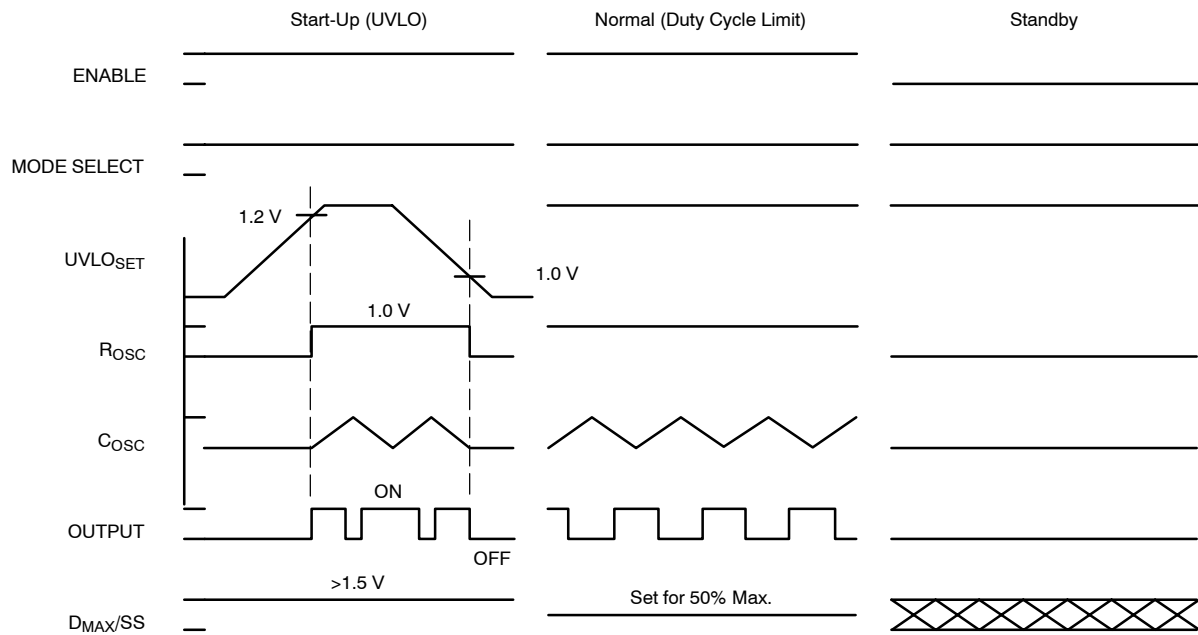 Start-Up (UVLO) Normal (Duty Cycle Limit) Standby
ENABLE
MODE SELECT
1.2 V
UVLOSET
1.0 V
1.0 V
ROSC
COSC
ON
OUTPUT
OFF
>1.5 V
Set for 50% Max.
DMAX/SS